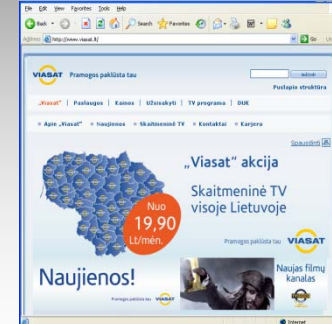 File Edit View Favorites Tools Help
Back Search Favorites
Address http://www.viasat.lt/ Go
VIASAT Pramogos paklūsta tau
Puslapio struktūra
„Viasat“ | Paslaugos | Kainos | Užsisakyti | TV programa | DUK
Apie „Viasat“ Naujienos Skaitmeninė TV Kontaktai Karjera
Spausdinti
„Viasat“ akcija
Skaitmeninė TV
visoje Lietuvoje
Nuo
19,90
Lt/mėn.
Pramogos paklūsta tau VIASAT
Naujienos!
Pramogos paklūsta tau VIASAT
Naujas filmų
kanalas
Internet